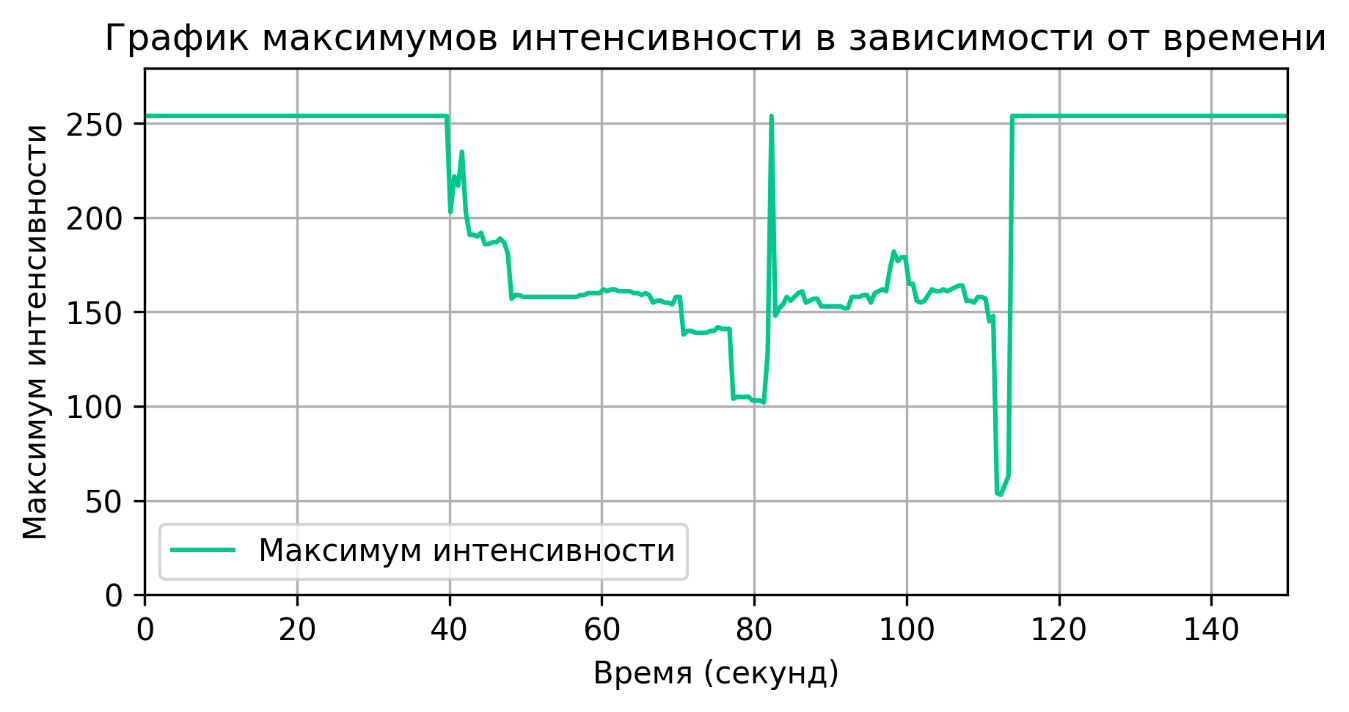 График максимумов интенсивности в зависимости от времени
Максимум интенсивности
250
200
150
100
50
0
Максимум интенсивности
0 20 40 60 80 100 120 140
Время (секунд)